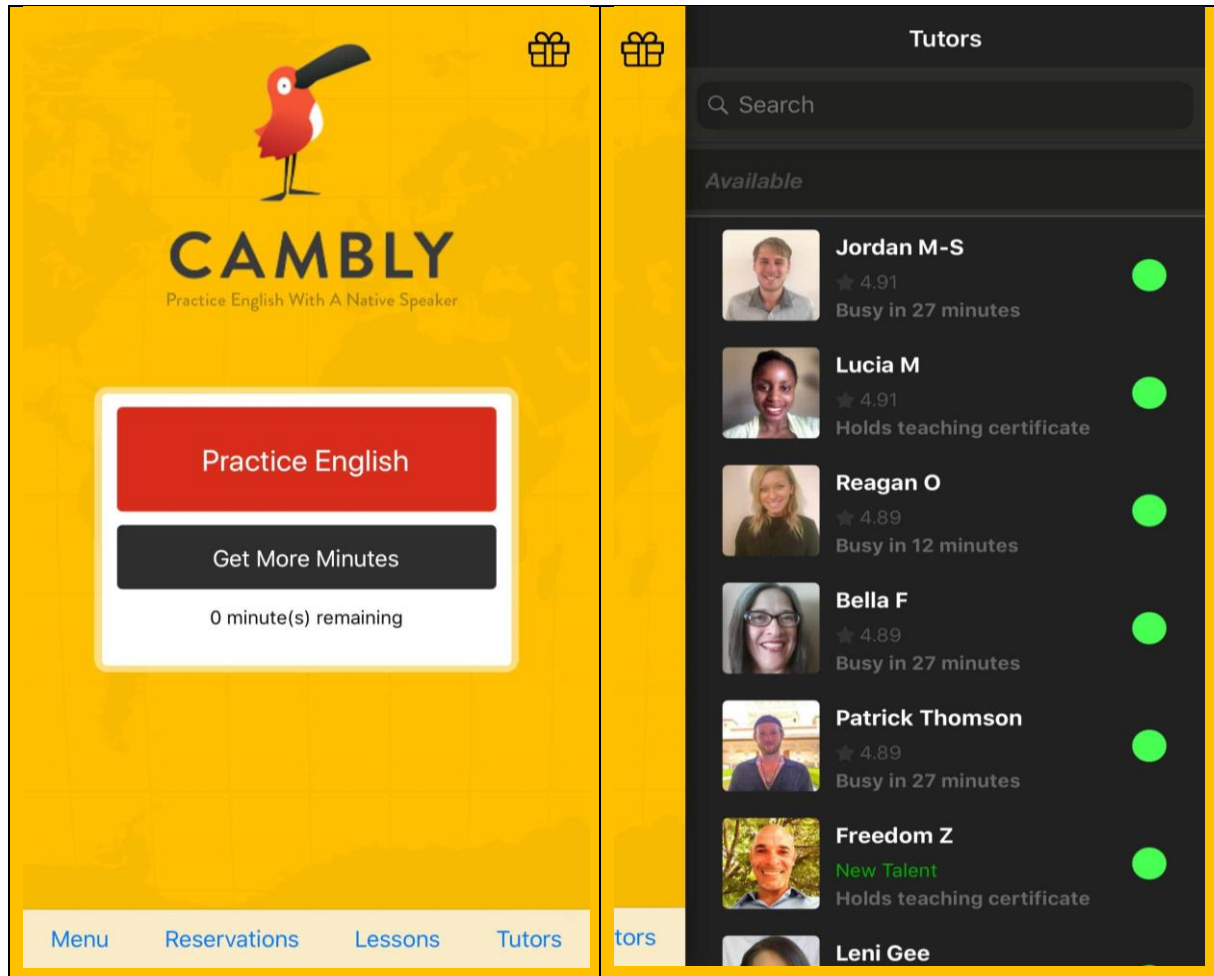 CAMBLY
Practice English With A Native Speaker
Practice English
Get More Minutes
0 minute(s) remaining
Menu Reservations Lessons Tutors
tors
Tutors
Search
Available
Jordan M-S
4.91
Busy in 27 minutes
Lucia M
4.91
Holds teaching certificate
Reagan O
4.89
Busy in 12 minutes
Bella F
4.89
Busy in 27 minutes
Patrick Thomson
4.89
Busy in 27 minutes
Freedom Z
New Talent
Holds teaching certificate
Leni Gee